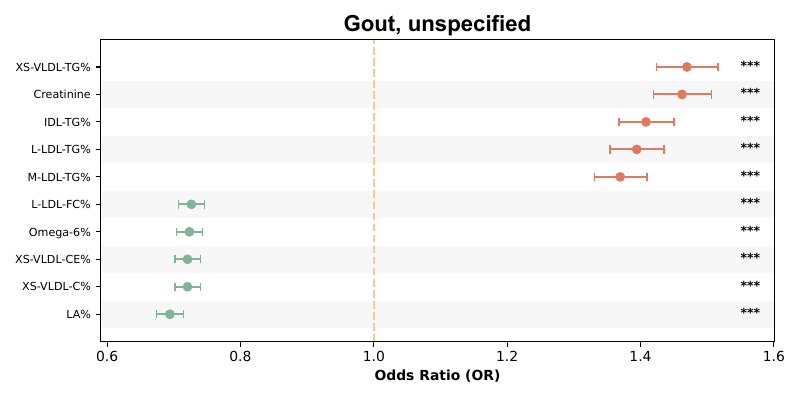 Gout, unspecified
XS-VLDL-TG% ***
Creatinine ***
IDL-TG% ***
L-LDL-TG% ***
M-LDL-TG% ***
L-LDL-FC% ***
Omega-6% ***
XS-VLDL-CE% ***
XS-VLDL-C% ***
LA% ***
0.6 0.8 1.0 1.2 1.4 1.6
Odds Ratio (OR)